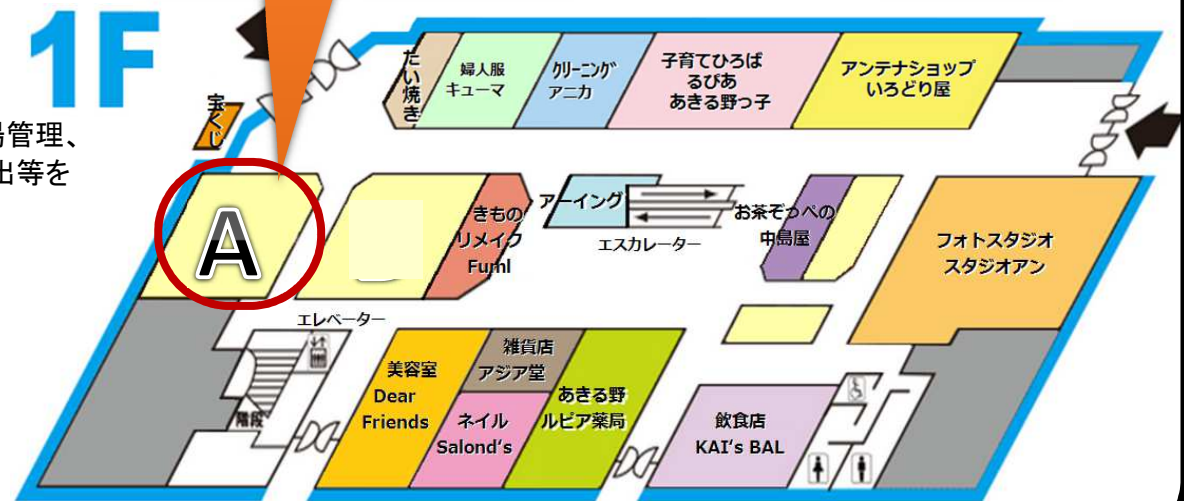 1F
場管理、
出等を
宝くじ
たい焼き
婦人服
キューマ
クリーニング
アニカ
子育てひろば
るぴあ
あきる野っ子
アンテナショップ
いろどり屋
A
きもの
リメイク
FumI
アーイング
エスカレーター
お茶ぞっぺの
中島屋
フォトスタジオ
スタジオアン
エレベーター
階段
美容室
Dear
Friends
雑貨店
アジア堂
ネイル
Salond's
あきる野
ルピア薬局
飲食店
KAI's BAL